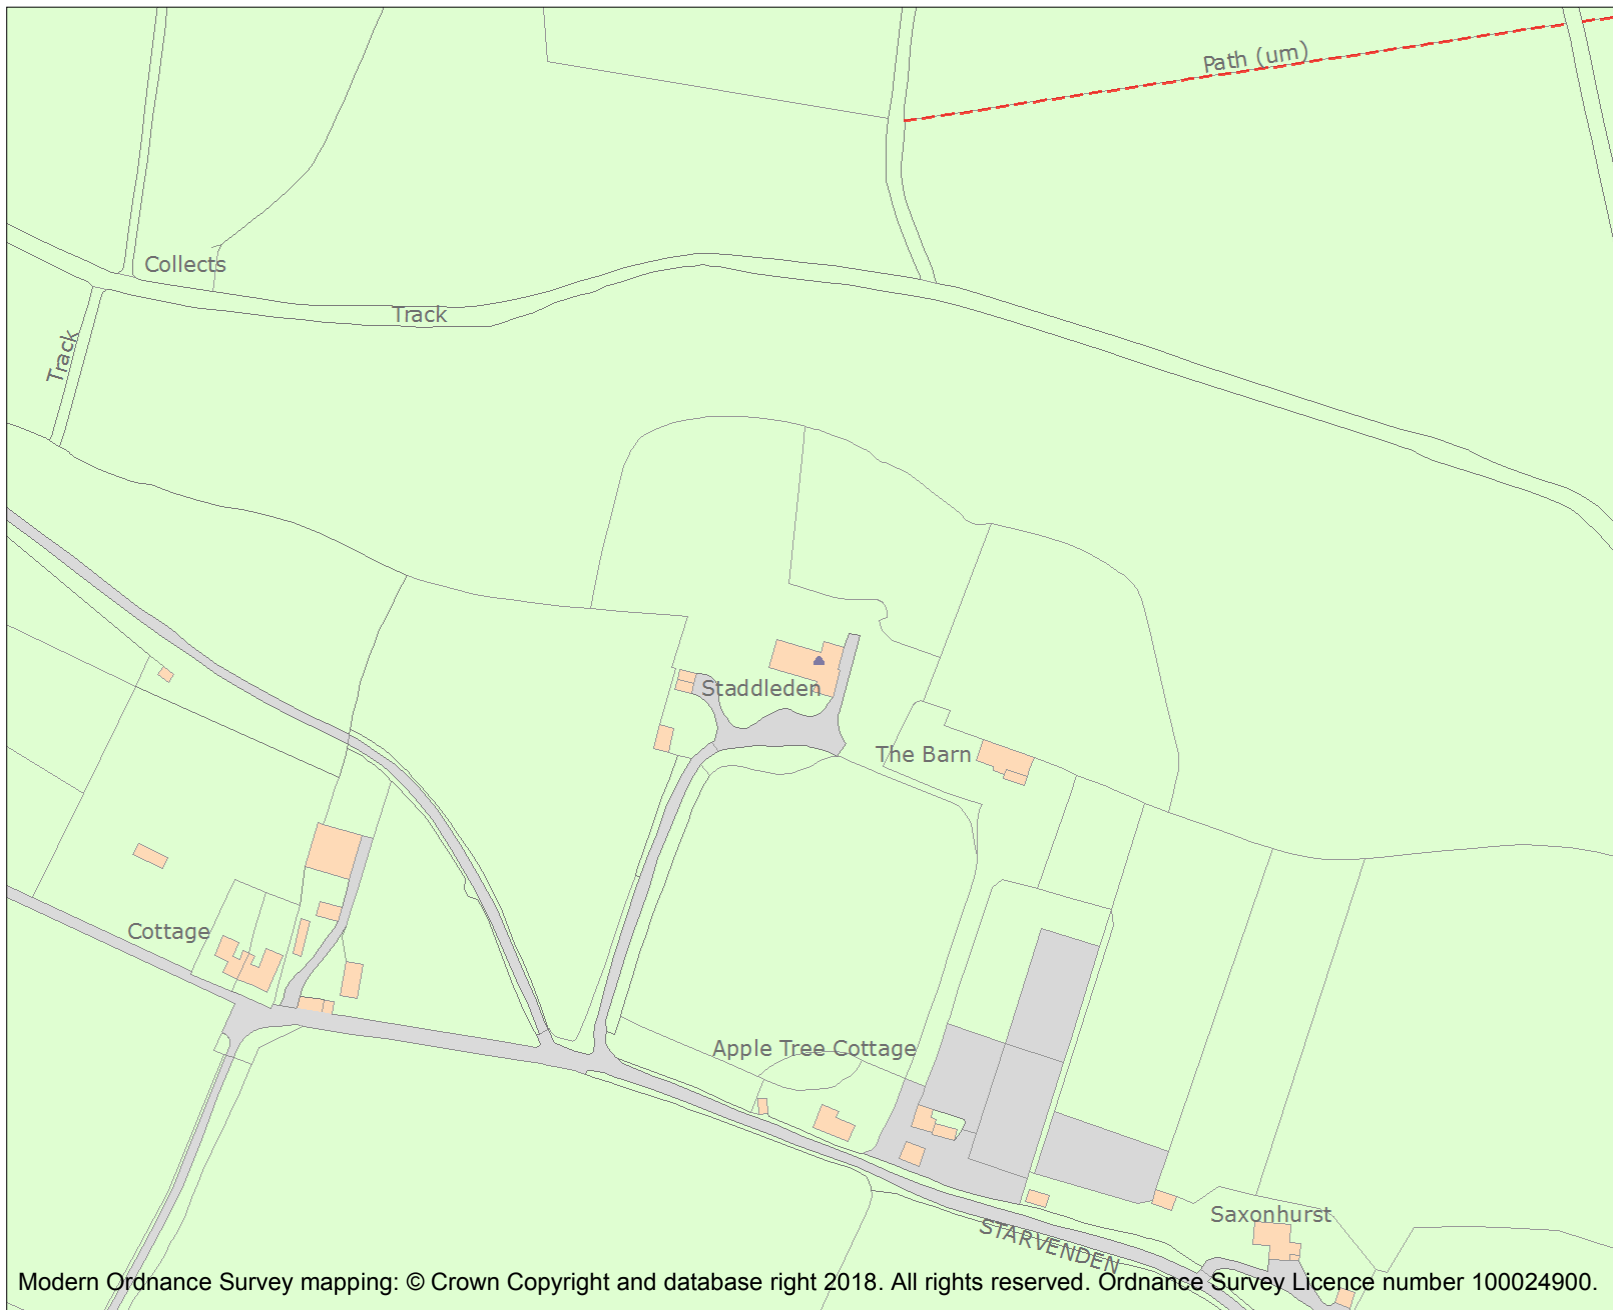 Path (um)
Collects
Track
Track
Staddleden
The Barn
Cottage
Apple Tree Cottage
Saxonhurst
STARVENDEN
Modern Ordnance Survey mapping: © Crown Copyright and database right 2018. All rights reserved. Ordnance Survey Licence number 100024900.